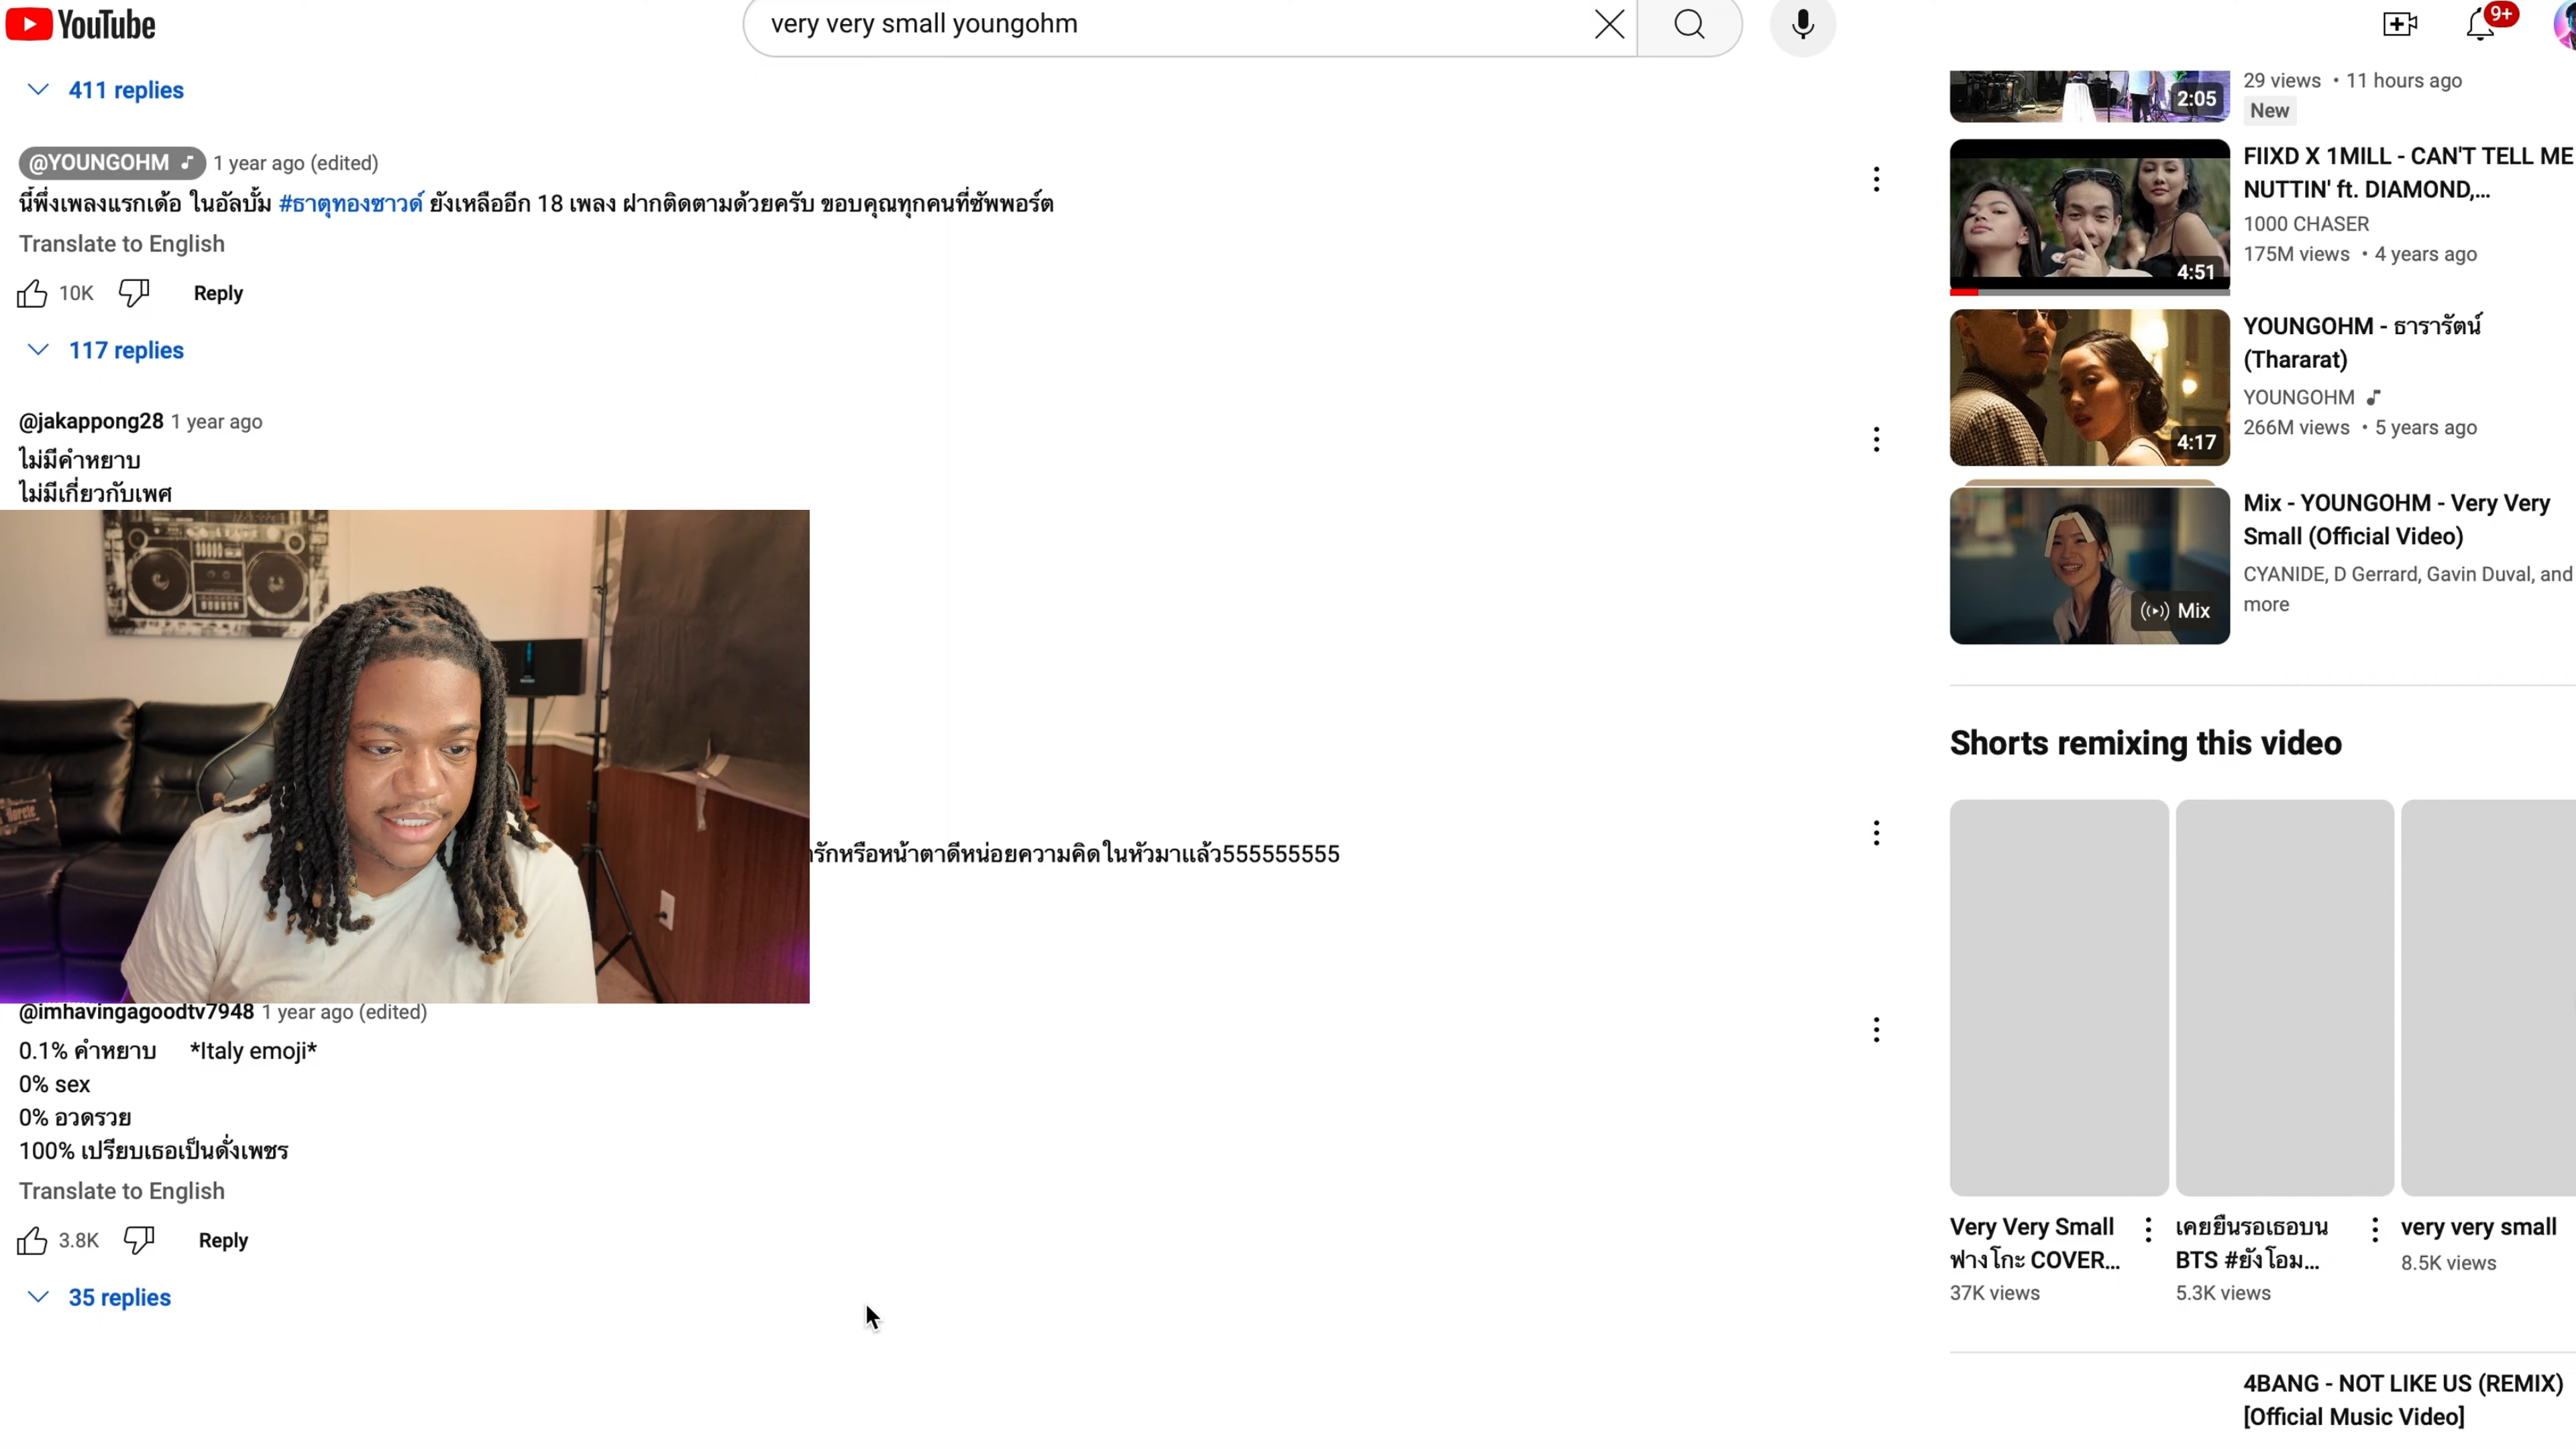 YouTube
very very small youngohm
9+
411 replies
@YOUNGOHM 1 year ago (edited)
นี้พึ่งเพลงแรกเด้อ ในอัลบั้ม #ธาตุทองซาวด์ ยังเหลืออีก 18 เพลง ฝากติดตามด้วยครับ ขอบคุณทุกคนที่ซัพพอร์ต
Translate to English
10K Reply
117 replies
@jakappong28 1 year ago
ไม่มีคำหยาบ
ไม่มีเกี่ยวกับเพศ
รักหรือหน้าตาดีหน่อยความคิดในหัวมาแล้ว555555555
@imhavingagoodtv7948 1 year ago (edited)
0.1% คำหยาบ *Italy emoji*
0% sex
0% อวดรวย
100% เปรียบเธอเป็นดั่งเพชร
Translate to English
3.8K Reply
35 replies
2:05
29 views • 11 hours ago
New
4:51
FIIXD X 1MILL - CAN'T TELL ME
NUTTIN' ft. DIAMOND,...
1000 CHASER
175M views • 4 years ago
4:17
YOUNGOHM - ธารารัตน์
(Thararat)
YOUNGOHM
266M views • 5 years ago
Mix
Mix - YOUNGOHM - Very Very
Small (Official Video)
CYANIDE, D Gerrard, Gavin Duval, and
more
Shorts remixing this video
Very Very Small
ฟางโกะ COVER...
37K views
เคยยืนรอเธอบน
BTS #ยังโอม...
5.3K views
very very small
8.5K views
4BANG - NOT LIKE US (REMIX)
[Official Music Video]